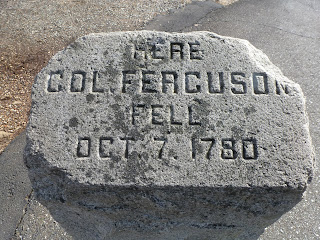 HERE
COL. FERGUSON
FELL
OCT. 7. 1780